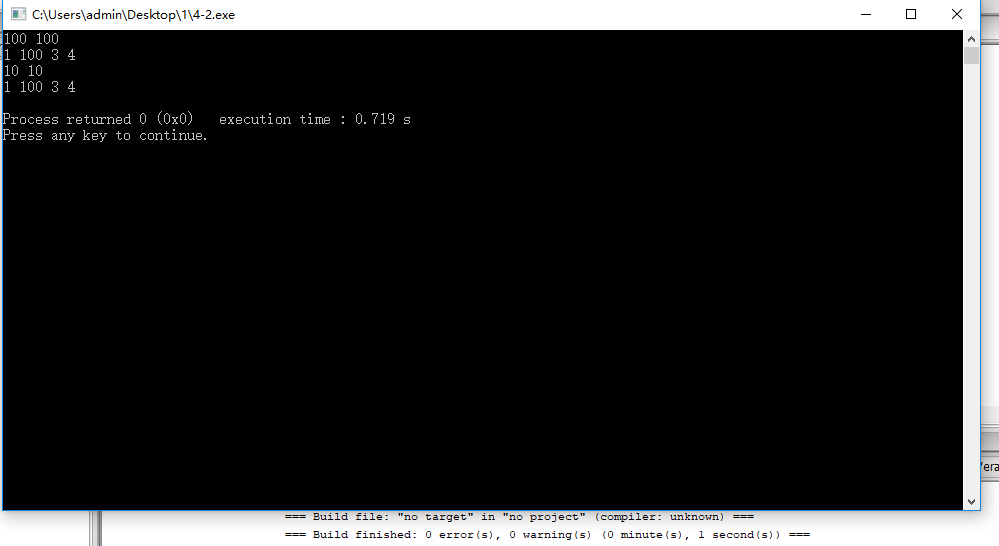 C:\Users\admin\Desktop\1\4-2.exe
100 100
1 100 3 4
10 10
1 100 3 4
Process returned 0 (0x0)   execution time : 0.719 s
Press any key to continue.
=== Build file: "no target" in "no project" (compiler: unknown) ===
=== Build finished: 0 error(s), 0 warning(s) (0 minute(s), 1 second(s)) ===